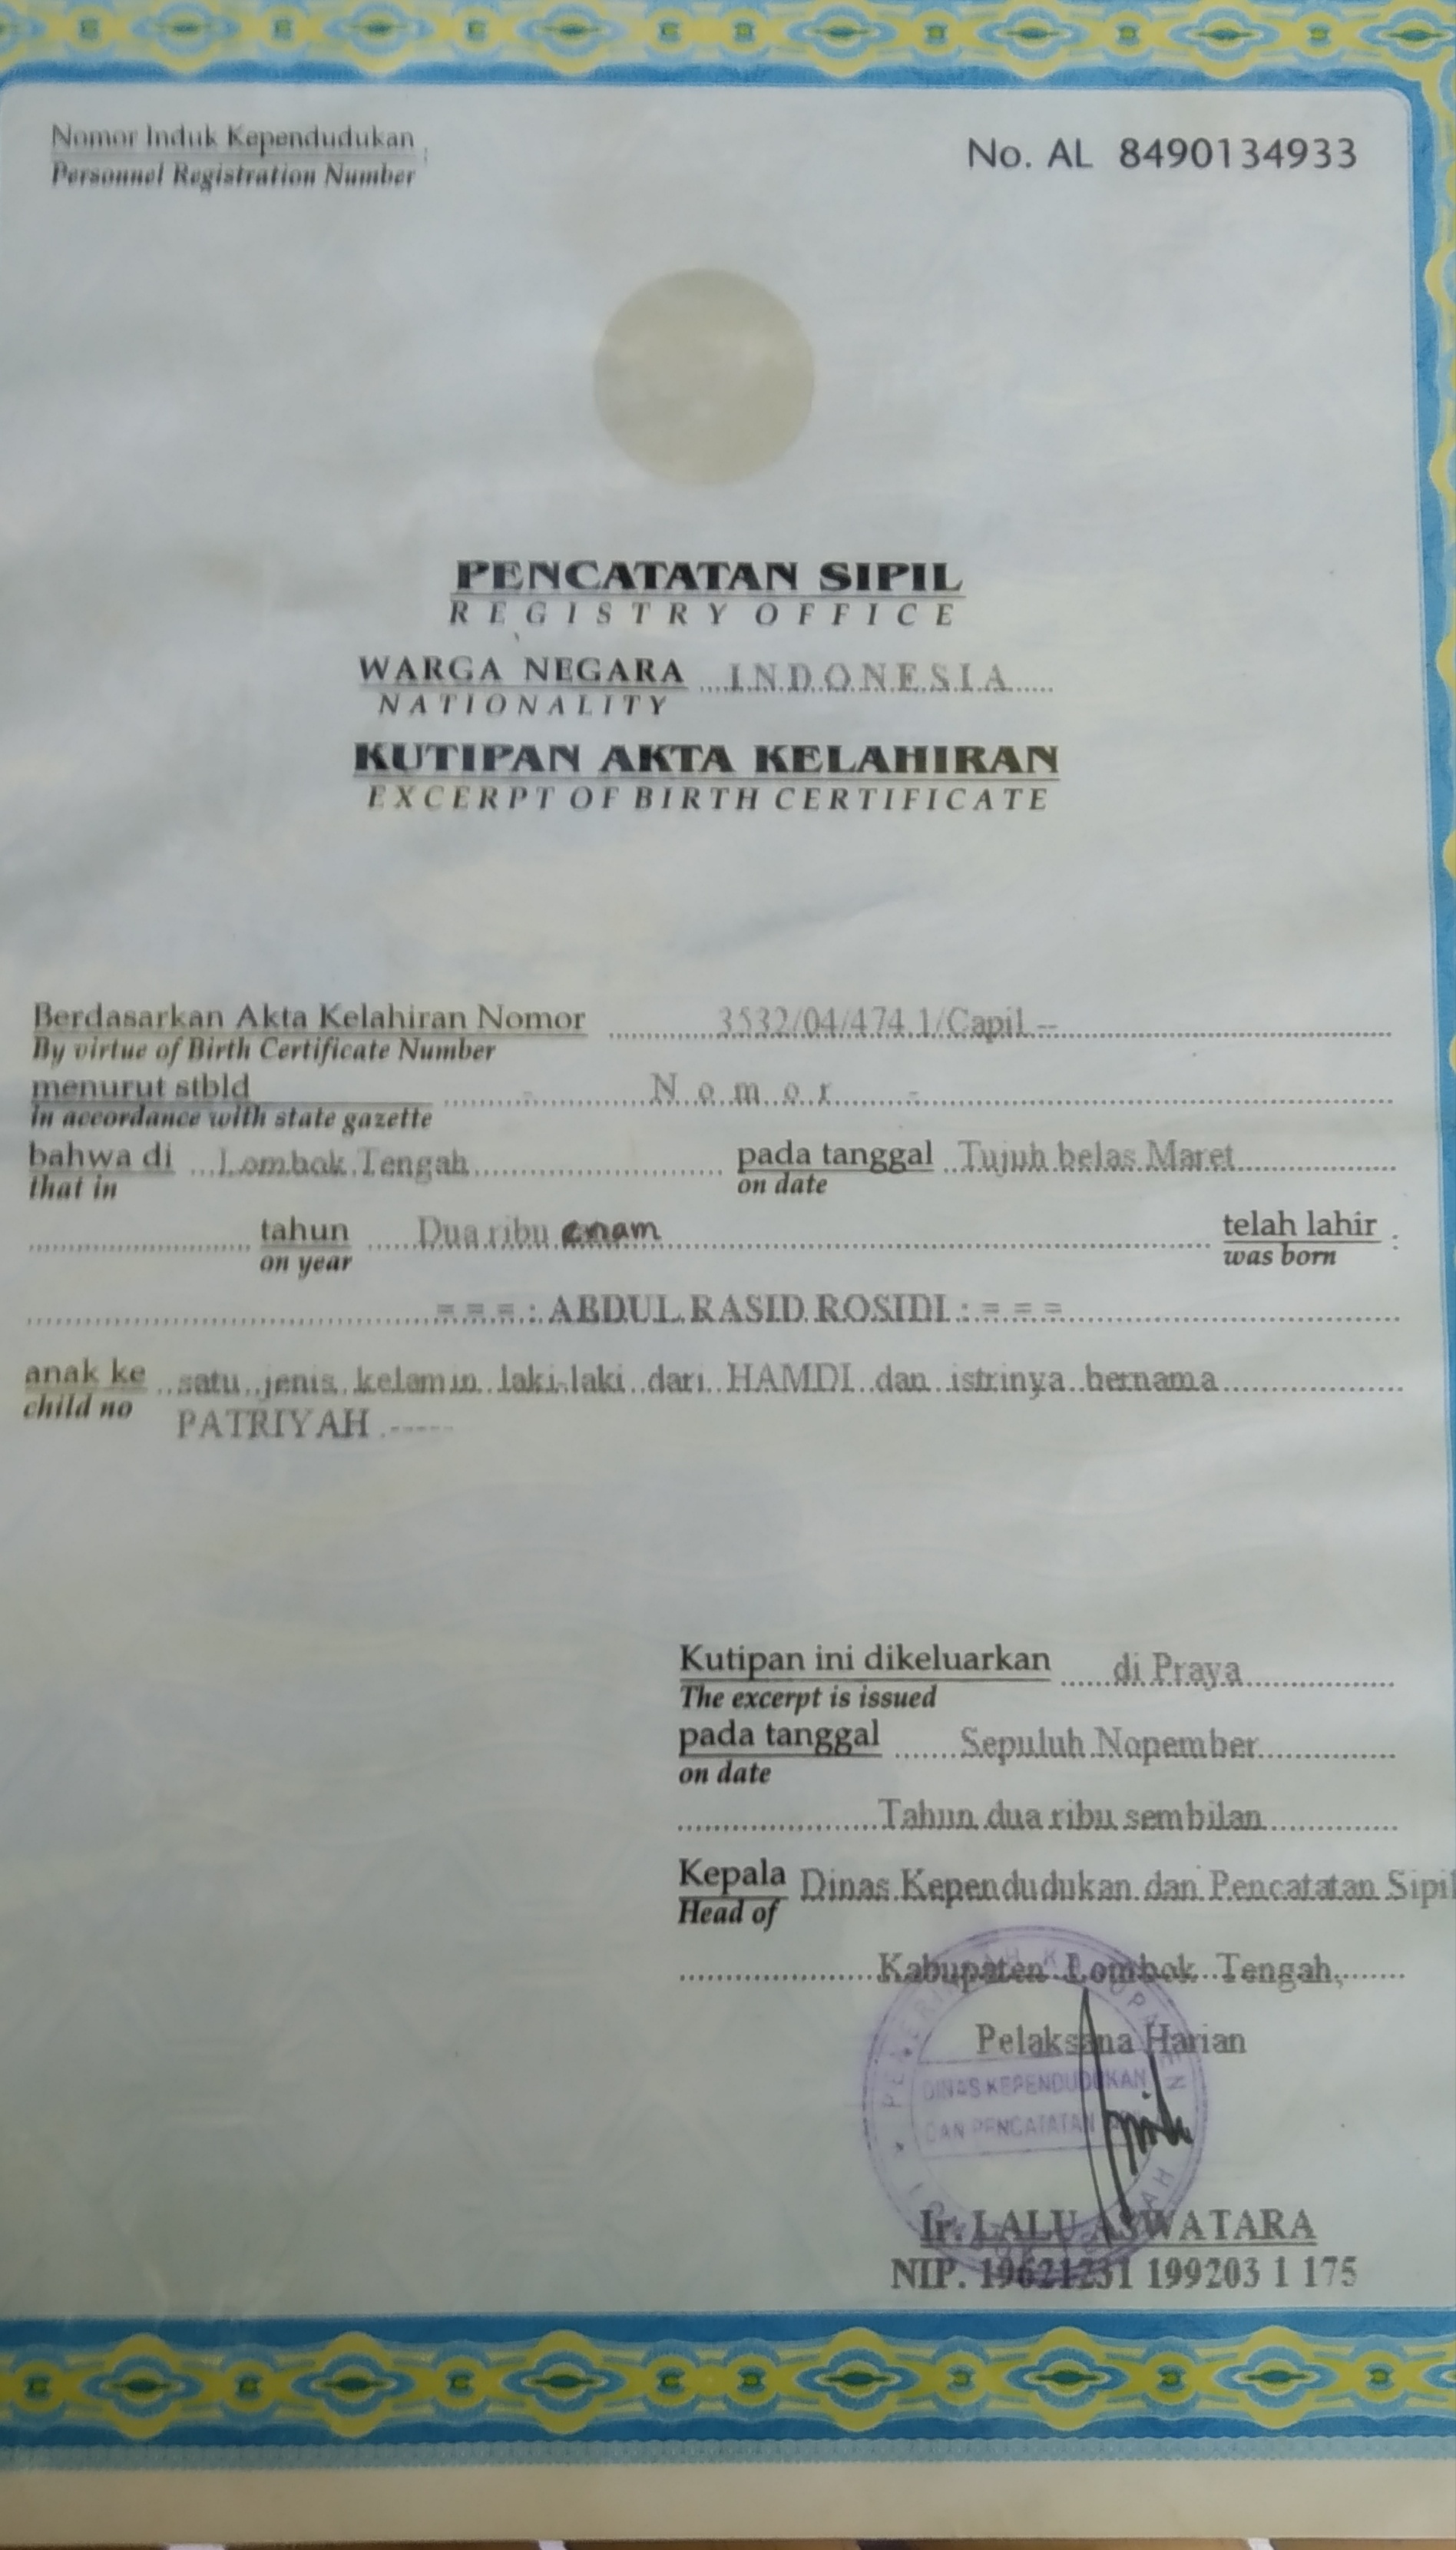 Nomor Induk Kependudukan
Personnel Registration Number
No. AL 8490134933
PENCATATAN SIPIL
REGISTRY OFFICE
WARGA NEGARA INDONESIA
NATIONALITY
KUTIPAN AKTA KELAHIRAN
EXCERPT OF BIRTH CERTIFICATE
Berdasarkan Akta Kelahiran Nomor 3532/04/474.1/Capil --
By virtue of Birth Certificate Number
menurut stbld - Nomor -
in accordance with state gazette
bahwa di Lombok Tengah pada tanggal Tujuh belas Maret
that in on date
tahun Dua ribu enam telah lahir :
on year was born
= = = : ABDUL RASID ROSIDI : = = =
anak ke satu jenis kelamin laki-laki dari HAMDI dan istrinya bernama
child no
PATRIYAH .-----
Kutipan ini dikeluarkan di Praya
The excerpt is issued
pada tanggal Sepuluh Nopember
on date
Tahun dua ribu sembilan
Kepala Dinas Kependudukan dan Pencatatan Sipil
Head of
Kabupaten Lombok Tengah,
Pelaksana Harian
DINAS KEPENDUDUKAN
DAN PENCATATAN
Ir. LALU ASWATARA
NIP. 19621231 199203 1 175